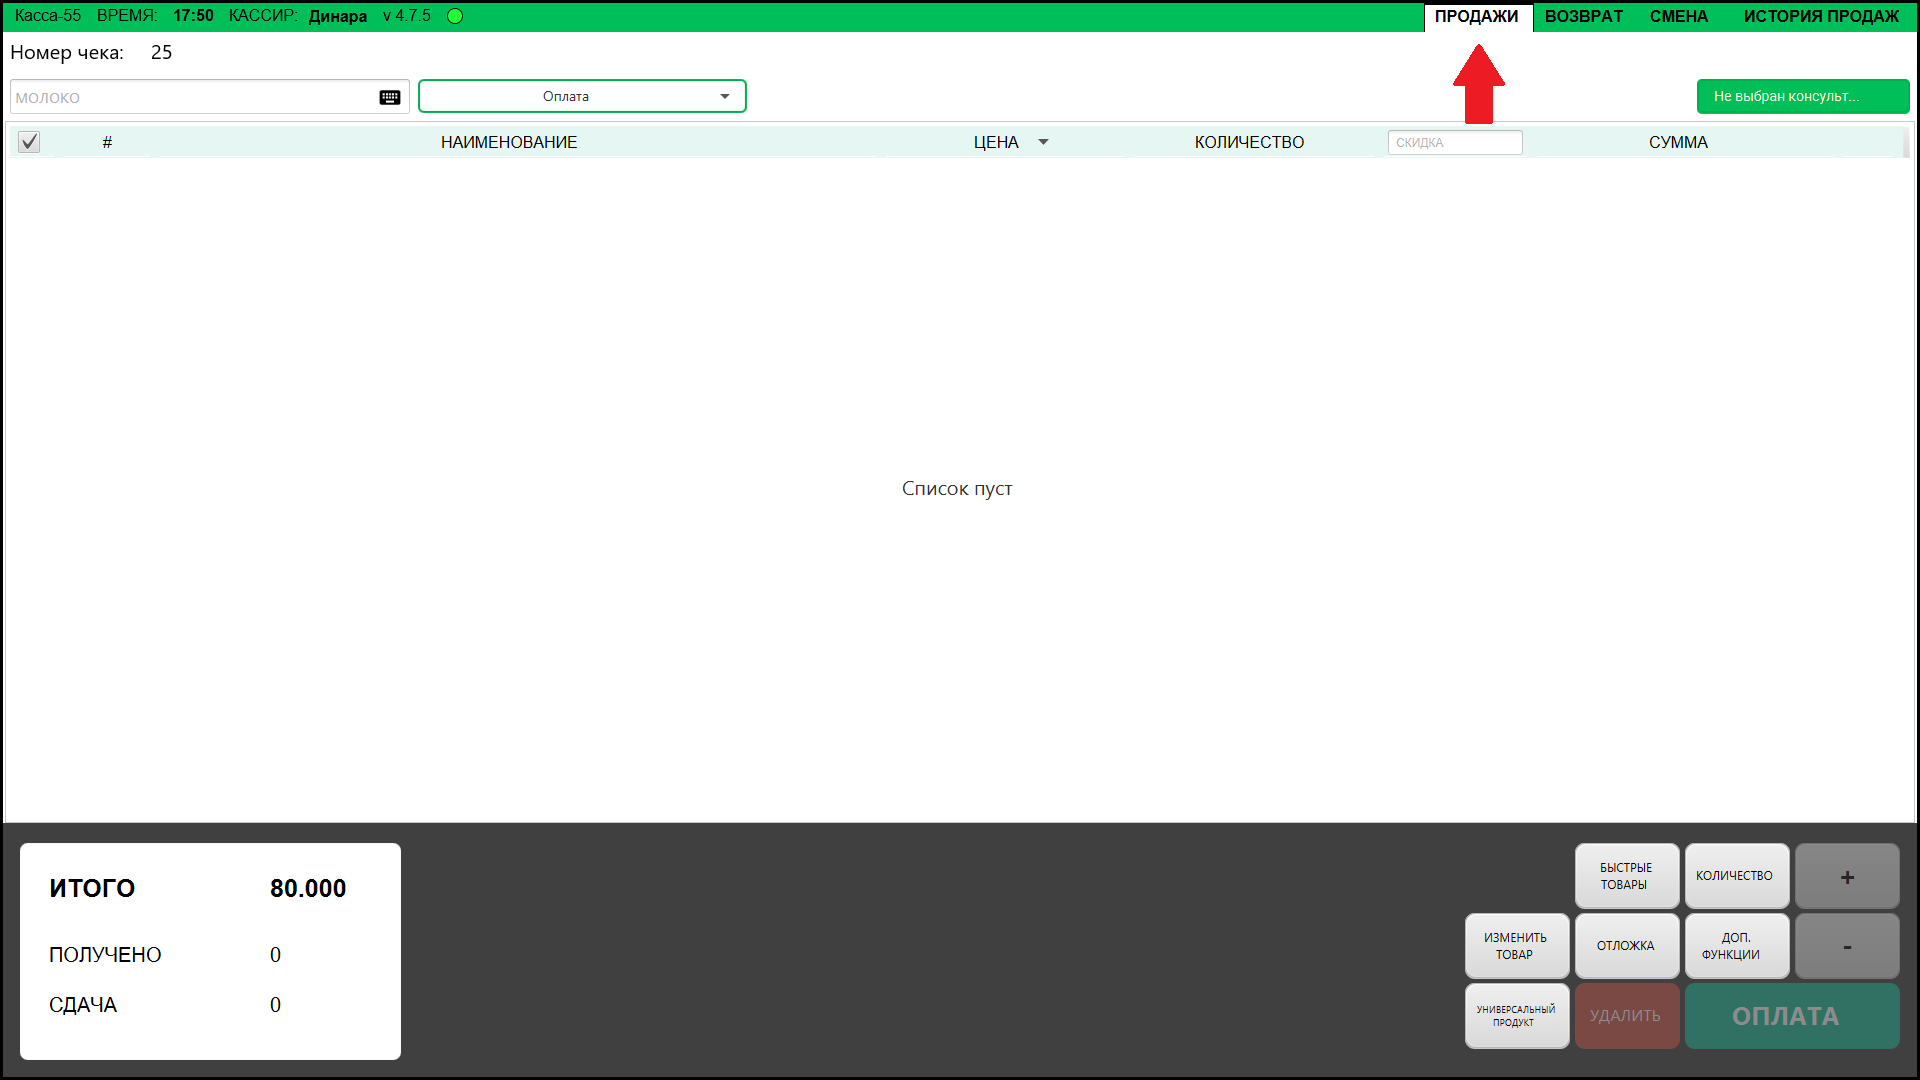 Касса-55 ВРЕМЯ: 17:50 КАССИР: Динара v 4.7.5 ПРОДАЖИ ВОЗВРАТ СМЕНА ИСТОРИЯ ПРОДАЖ
Номер чека: 25
МОЛОКО Оплата Не выбран консульт...
# НАИМЕНОВАНИЕ ЦЕНА КОЛИЧЕСТВО СКИДКА СУММА
Список пуст
ИТОГО 80.000
ПОЛУЧЕНО 0
СДАЧА 0
БЫСТРЫЕ
ТОВАРЫ
КОЛИЧЕСТВО
+
ИЗМЕНИТЬ
ТОВАР
ОТЛОЖКА
ДОП.
ФУНКЦИИ
-
УНИВЕРСАЛЬНЫЙ
ПРОДУКТ
УДАЛИТЬ
ОПЛАТА